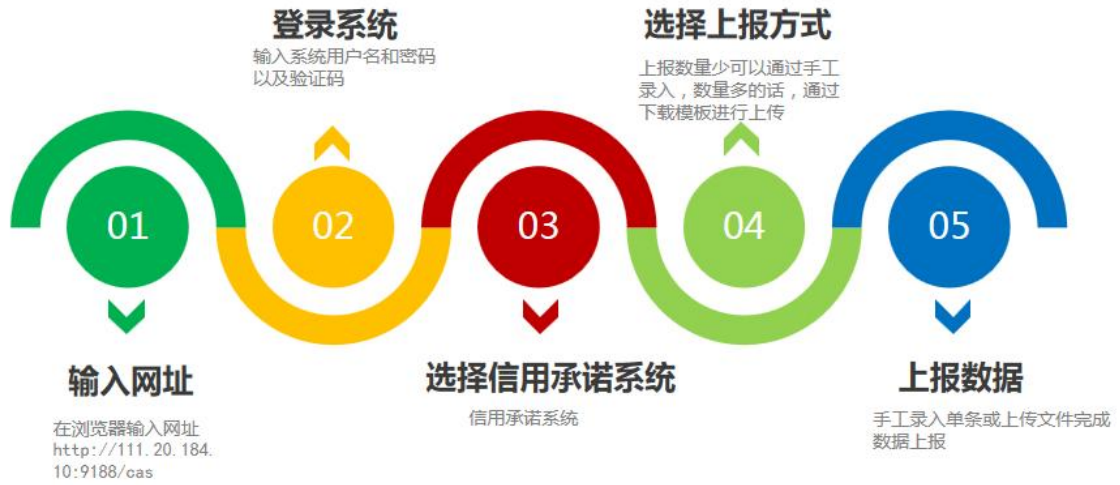 登录系统
输入系统用户名和密码
以及验证码
选择上报方式
上报数量少可以通过手工
录入，数量多的话，通过
下载模板进行上传
01
02
03
04
05
输入网址
在浏览器输入网址
http://111.20.184.
10:9188/cas
选择信用承诺系统
信用承诺系统
上报数据
手工录入单条或上传文件完成
数据上报